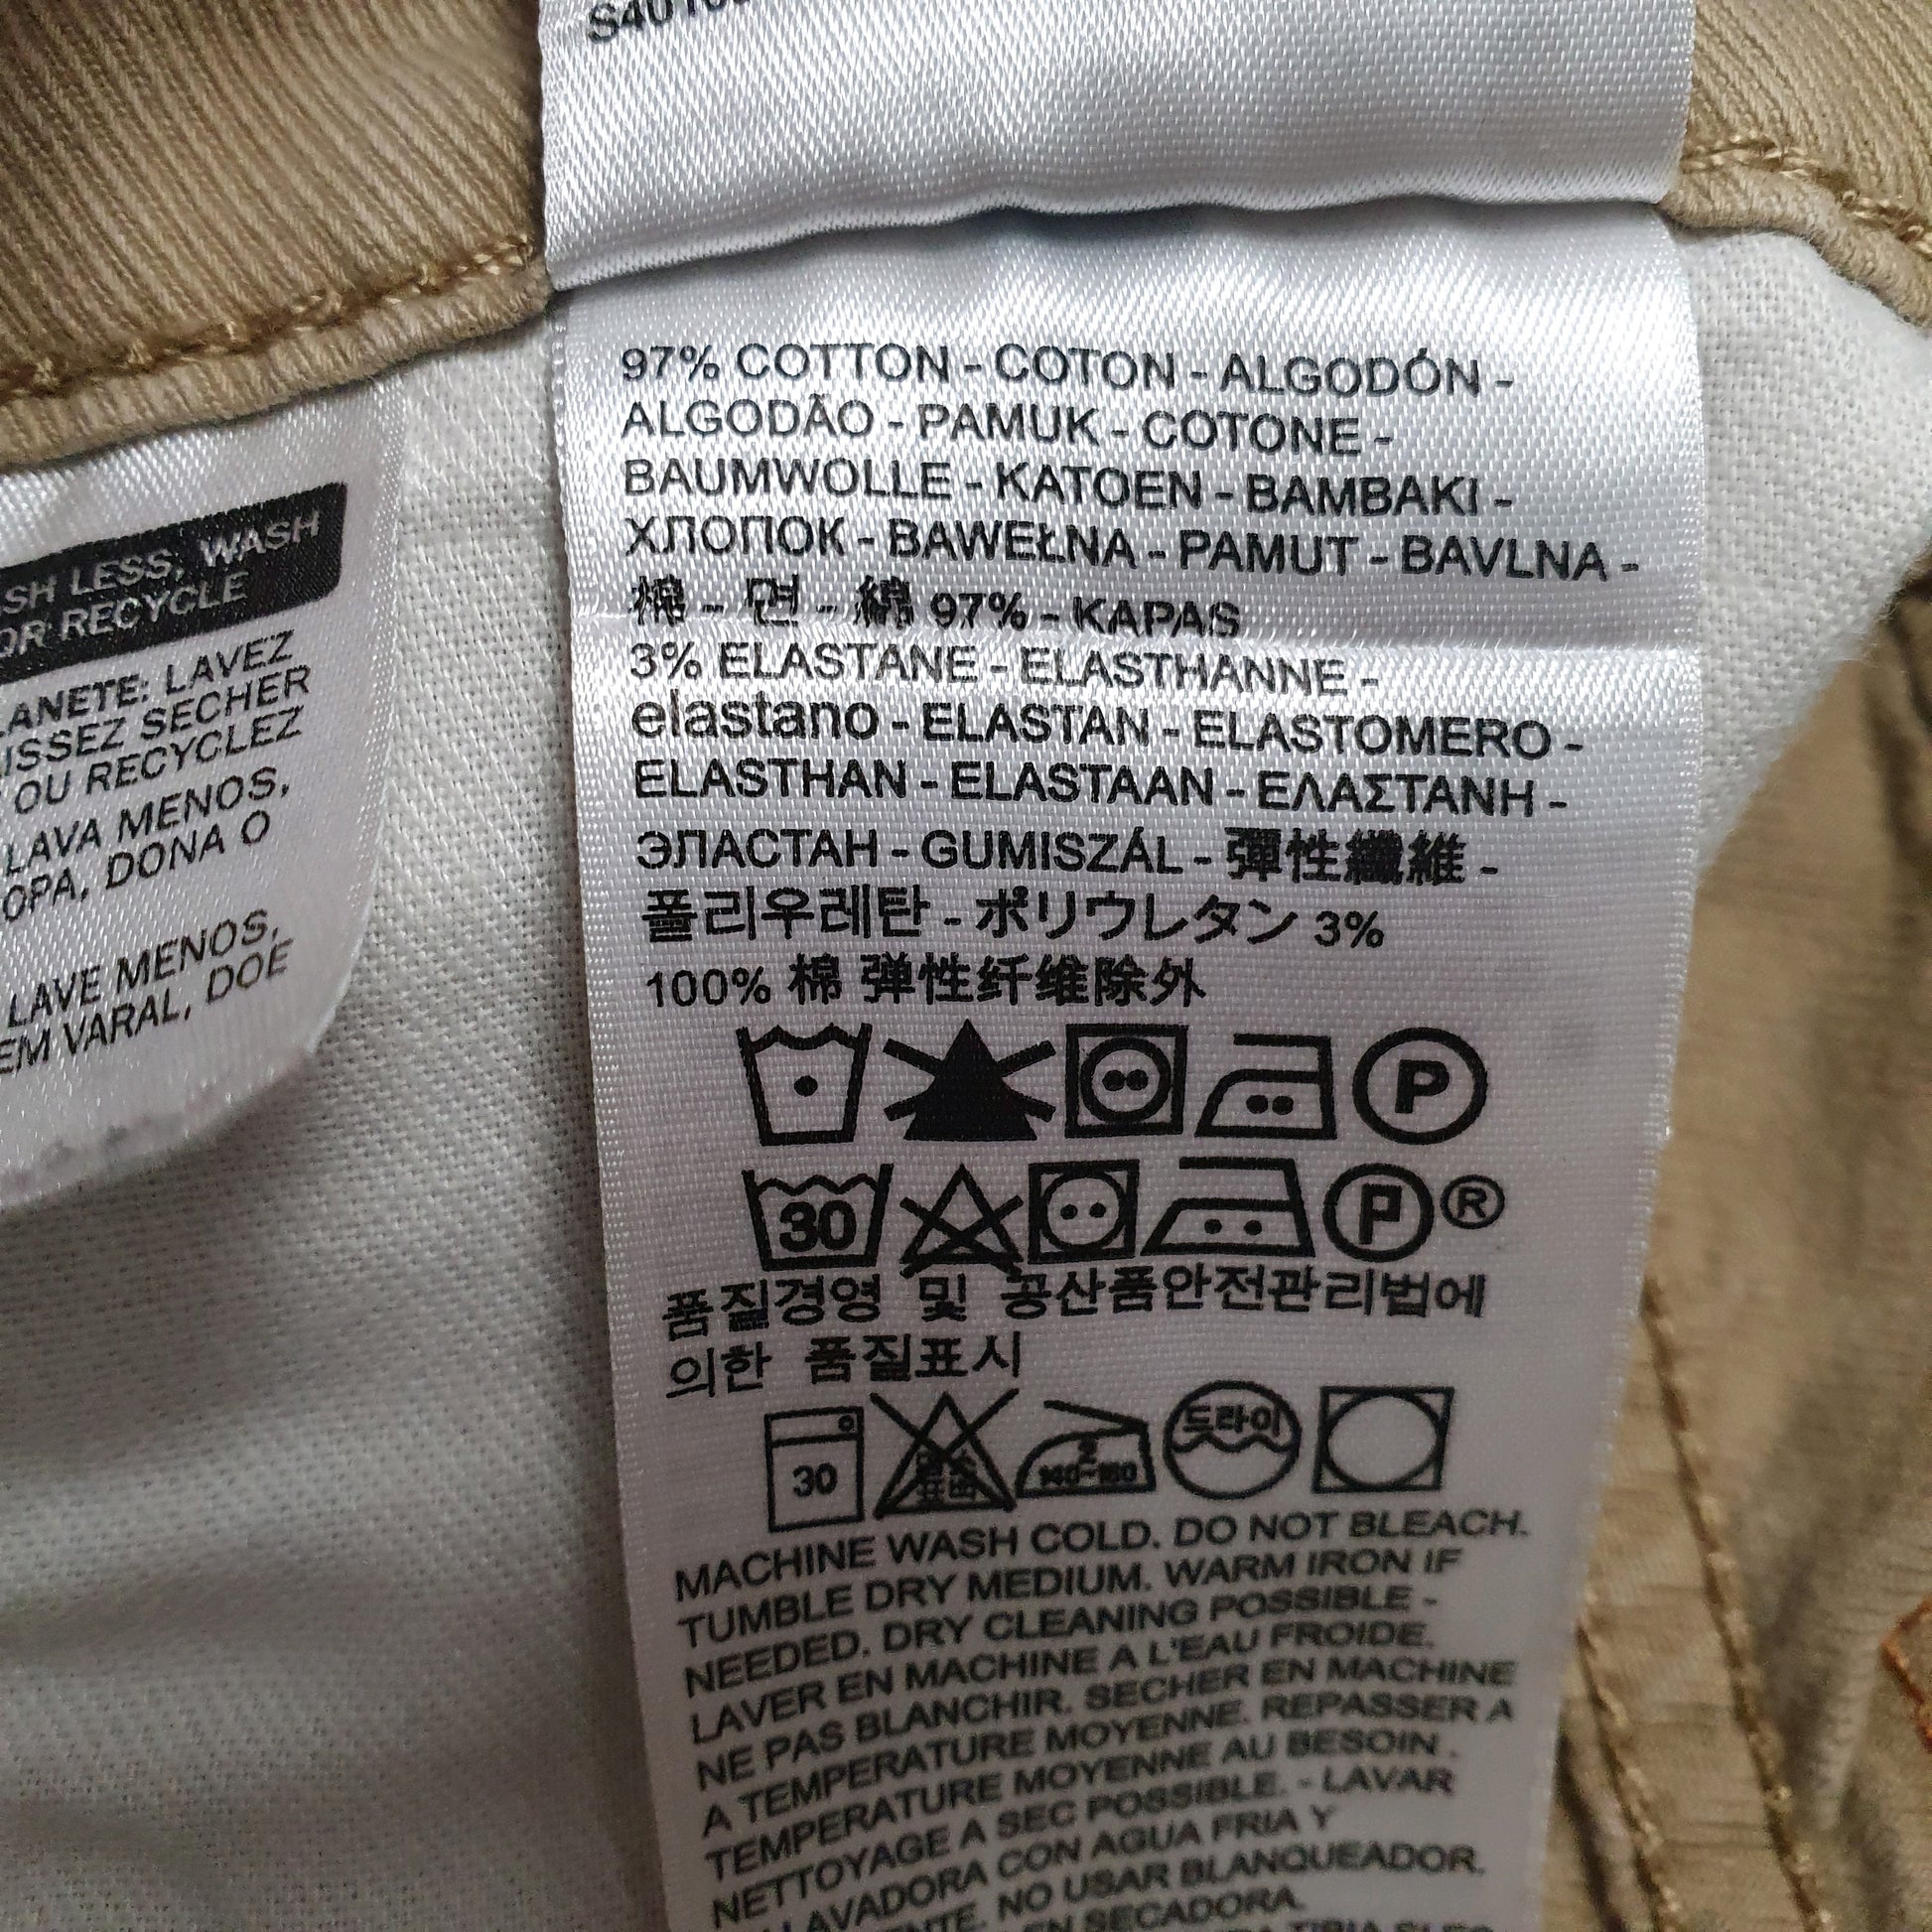 97% COTTON - COTON - ALGODÓN -
ALGODÃO - PAMUK - COTONE -
BAUMWOLLE - KATOEN - BAMBAKI -
ХЛОПОК - BAWEŁNA - PAMUT - BAVLNA -
棉 - 면 - 綿 97% - KAPAS
3% ELASTANE - ELASTHANNE -
elastano - ELASTAN - ELASTOMERO -
ELASTHAN - ELASTAAN - ΕΛΑΣΤΑΝΗ -
ЭЛАСТАН - GUMISZÁL - 彈性纖維 -
폴리우레탄 - ポリウレタン 3%
100% 棉 弹性纤维除外
P
30 P ®
품질경영 및 공산품안전관리법에
의한 품질표시
30 2 140~160 드라이
MACHINE WASH COLD. DO NOT BLEACH.
TUMBLE DRY MEDIUM. WARM IRON IF
NEEDED. DRY CLEANING POSSIBLE -
LAVER EN MACHINE A L'EAU FROIDE.
NE PAS BLANCHIR. SECHER EN MACHINE
A TEMPERATURE MOYENNE. REPASSER A
TEMPERATURE MOYENNE AU BESOIN.
NETTOYAGE A SEC POSSIBLE. - LAVAR
LAVADORA CON AGUA FRIA Y
NO USAR BLANQUEADOR.
EN SECADORA.
LESS, WASH
OR RECYCLE
LAVEZ
SECHER
OU RECYCLEZ
LAVA MENOS,
DONA O
LAVE MENOS,
EM VARAL, DOE